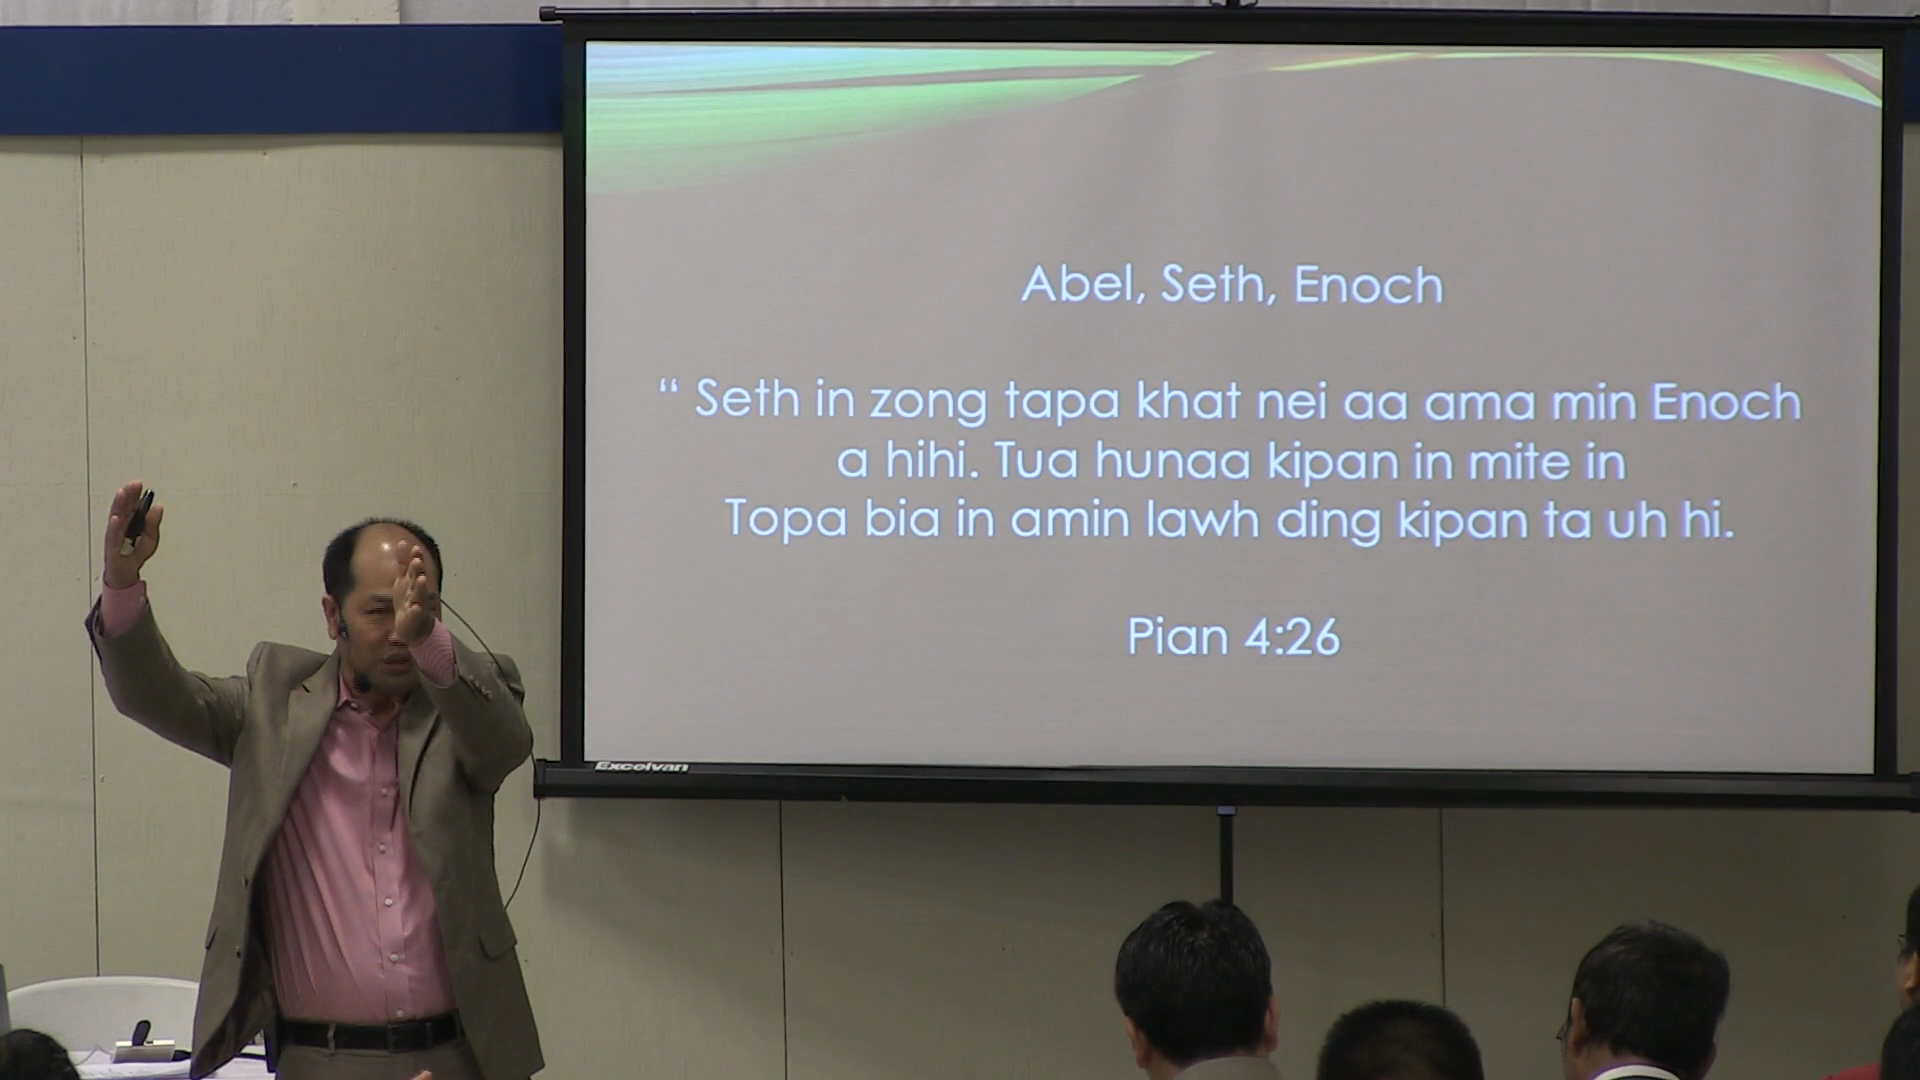 Abel, Seth, Enoch
“ Seth in zong tapa khat nei aa ama min Enoch
a hihi. Tua hunaa kipan in mite in
Topa bia in amin lawh ding kipan ta uh hi.
Pian 4:26
Excelvan